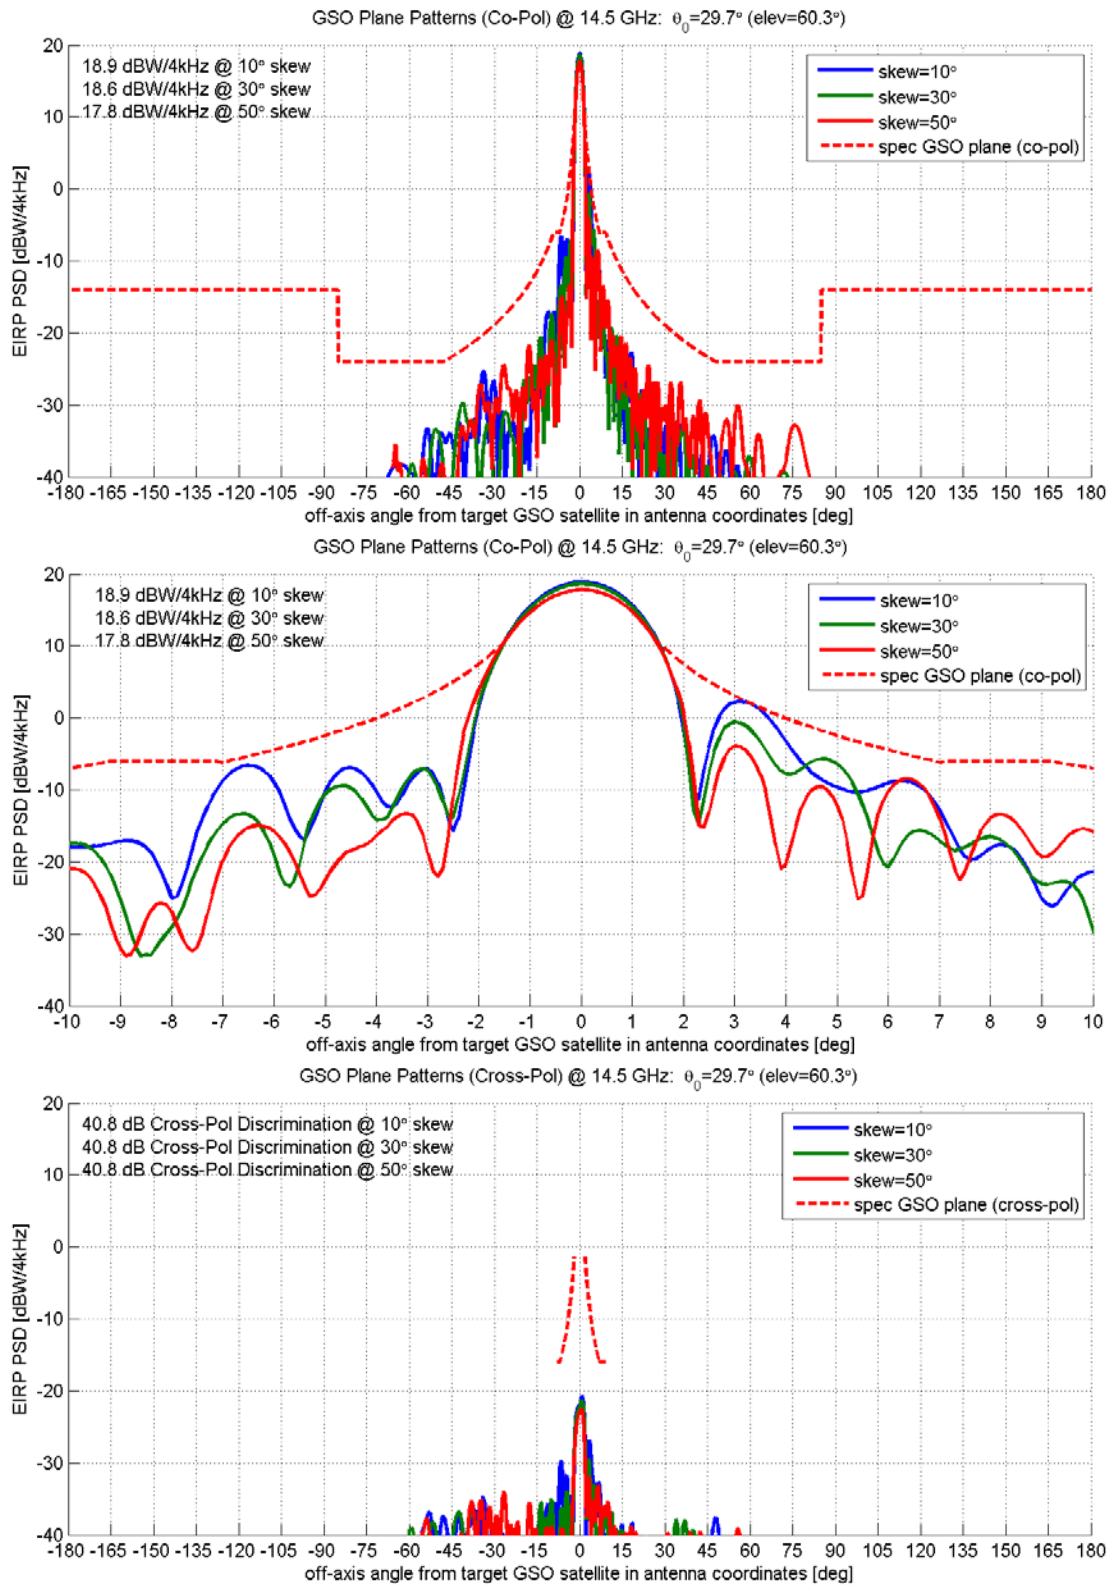 GSO Plane Patterns (Co-Pol) @ 14.5 GHz: θ0=29.7° (elev=60.3°)
18.9 dBW/4kHz @ 10° skew
18.6 dBW/4kHz @ 30° skew
17.8 dBW/4kHz @ 50° skew
skew=10°
skew=30°
skew=50°
spec GSO plane (co-pol)
EIRP PSD [dBW/4kHz]
20
10
0
-10
-20
-30
-40
-180 -165 -150 -135 -120 -105 -90 -75 -60 -45 -30 -15 0 15 30 45 60 75 90 105 120 135 150 165 180
off-axis angle from target GSO satellite in antenna coordinates [deg]
GSO Plane Patterns (Co-Pol) @ 14.5 GHz: θ0=29.7° (elev=60.3°)
18.9 dBW/4kHz @ 10° skew
18.6 dBW/4kHz @ 30° skew
17.8 dBW/4kHz @ 50° skew
skew=10°
skew=30°
skew=50°
spec GSO plane (co-pol)
EIRP PSD [dBW/4kHz]
20
10
0
-10
-20
-30
-40
-10 -9 -8 -7 -6 -5 -4 -3 -2 -1 0 1 2 3 4 5 6 7 8 9 10
off-axis angle from target GSO satellite in antenna coordinates [deg]
GSO Plane Patterns (Cross-Pol) @ 14.5 GHz: θ0=29.7° (elev=60.3°)
40.8 dB Cross-Pol Discrimination @ 10° skew
40.8 dB Cross-Pol Discrimination @ 30° skew
40.8 dB Cross-Pol Discrimination @ 50° skew
skew=10°
skew=30°
skew=50°
spec GSO plane (cross-pol)
EIRP PSD [dBW/4kHz]
20
10
0
-10
-20
-30
-40
-180 -165 -150 -135 -120 -105 -90 -75 -60 -45 -30 -15 0 15 30 45 60 75 90 105 120 135 150 165 180
off-axis angle from target GSO satellite in antenna coordinates [deg]